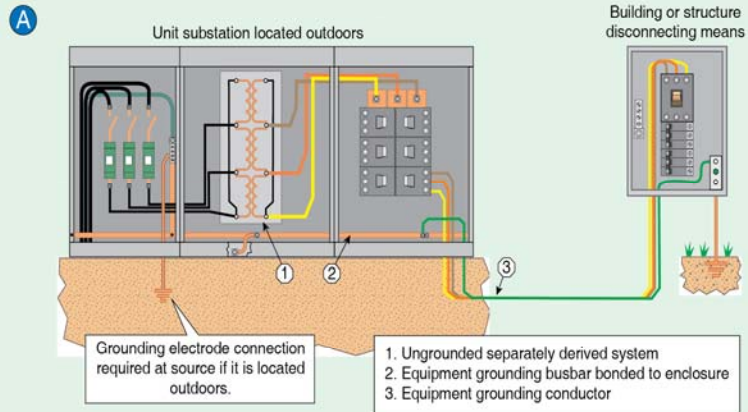 A
Unit substation located outdoors
Building or structure
disconnecting means
1
2
3
Grounding electrode connection
required at source if it is located
outdoors.
1. Ungrounded separately derived system
2. Equipment grounding busbar bonded to enclosure
3. Equipment grounding conductor